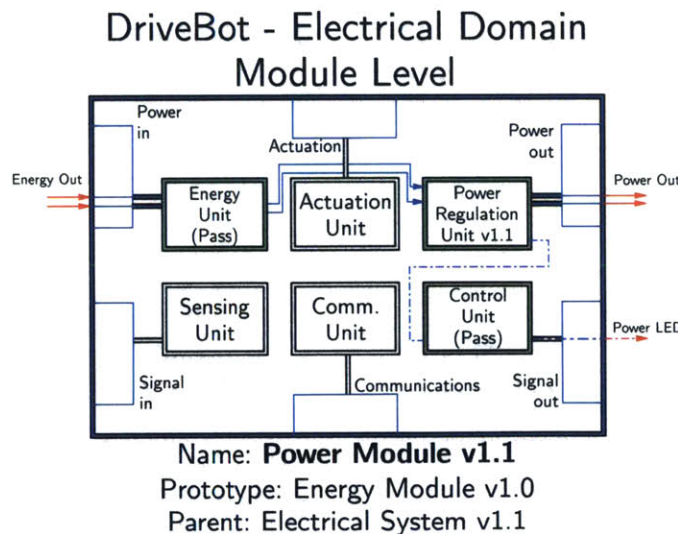 DriveBot - Electrical Domain
Module Level
Power
in
Actuation
Power
out
Energy Out
Energy
Unit
(Pass)
Actuation
Unit
Power
Regulation
Unit v1.1
Power Out
Sensing
Unit
Comm.
Unit
Control
Unit
(Pass)
Power LED
Signal
in
Communications
Signal
out
Name: Power Module v1.1
Prototype: Energy Module v1.0
Parent: Electrical System v1.1